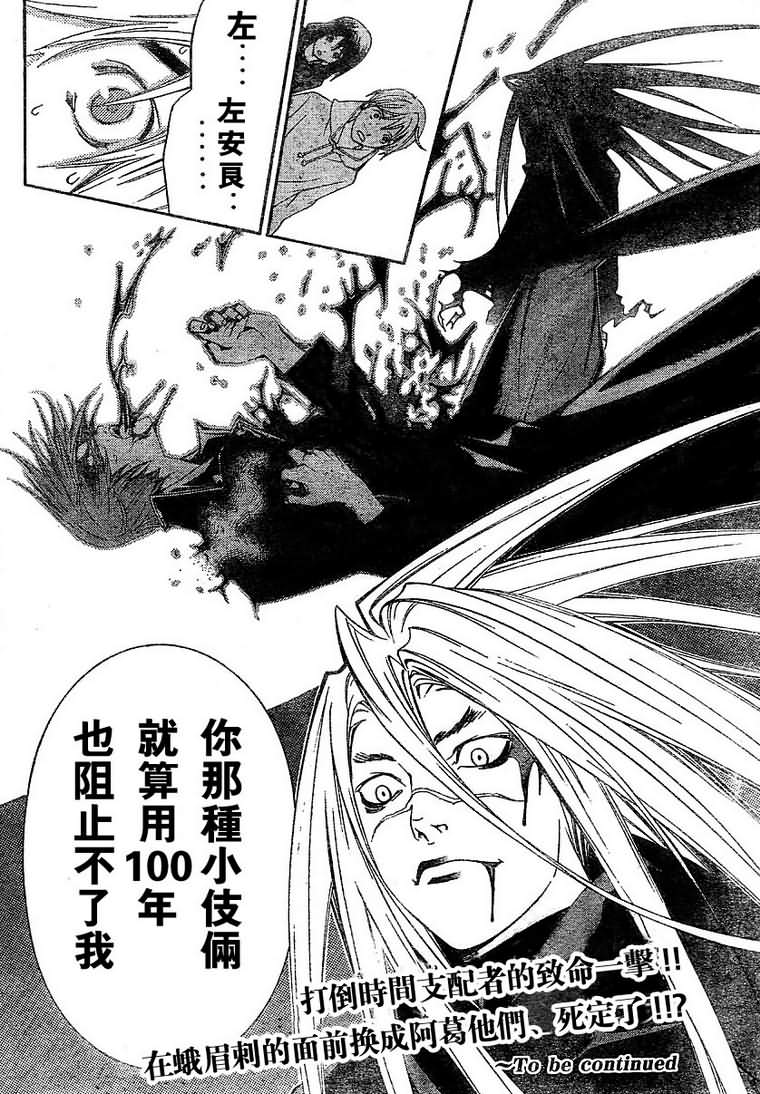 左‥‥
左安良‥
‥‥‥
你那種小伎倆
就算用100年
也阻止不了我
打倒時間支配者的致命一擊!!
在蛾眉刺的面前換成阿葛他們、死定了!!?
~To be continued